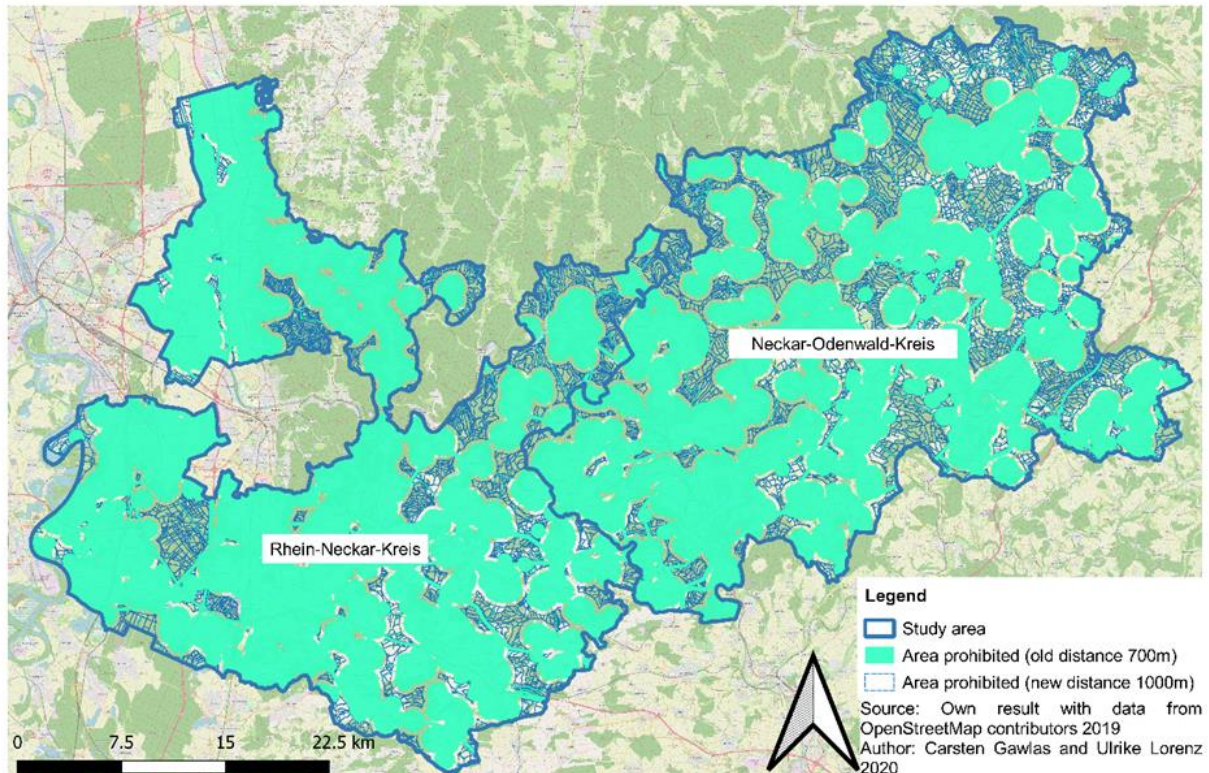 Neckar-Odenwald-Kreis
Rhein-Neckar-Kreis
Legend
Study area
Area prohibited (old distance 700m)
Area prohibited (new distance 1000m)
Source: Own result with data from
OpenStreetMap contributors 2019
Author: Carsten Gawlas and Ulrike Lorenz
2020
0 7.5 15 22.5 km